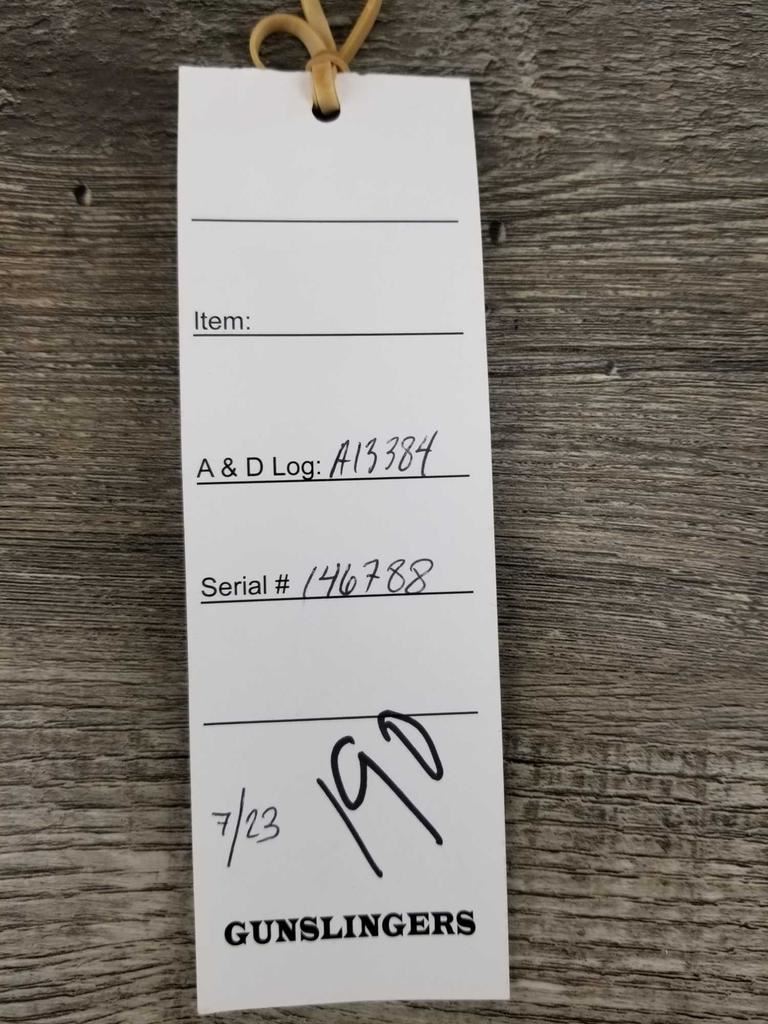 Item:
A & D Log: A13384
Serial # 146788
190
7/23
GUNSLINGERS